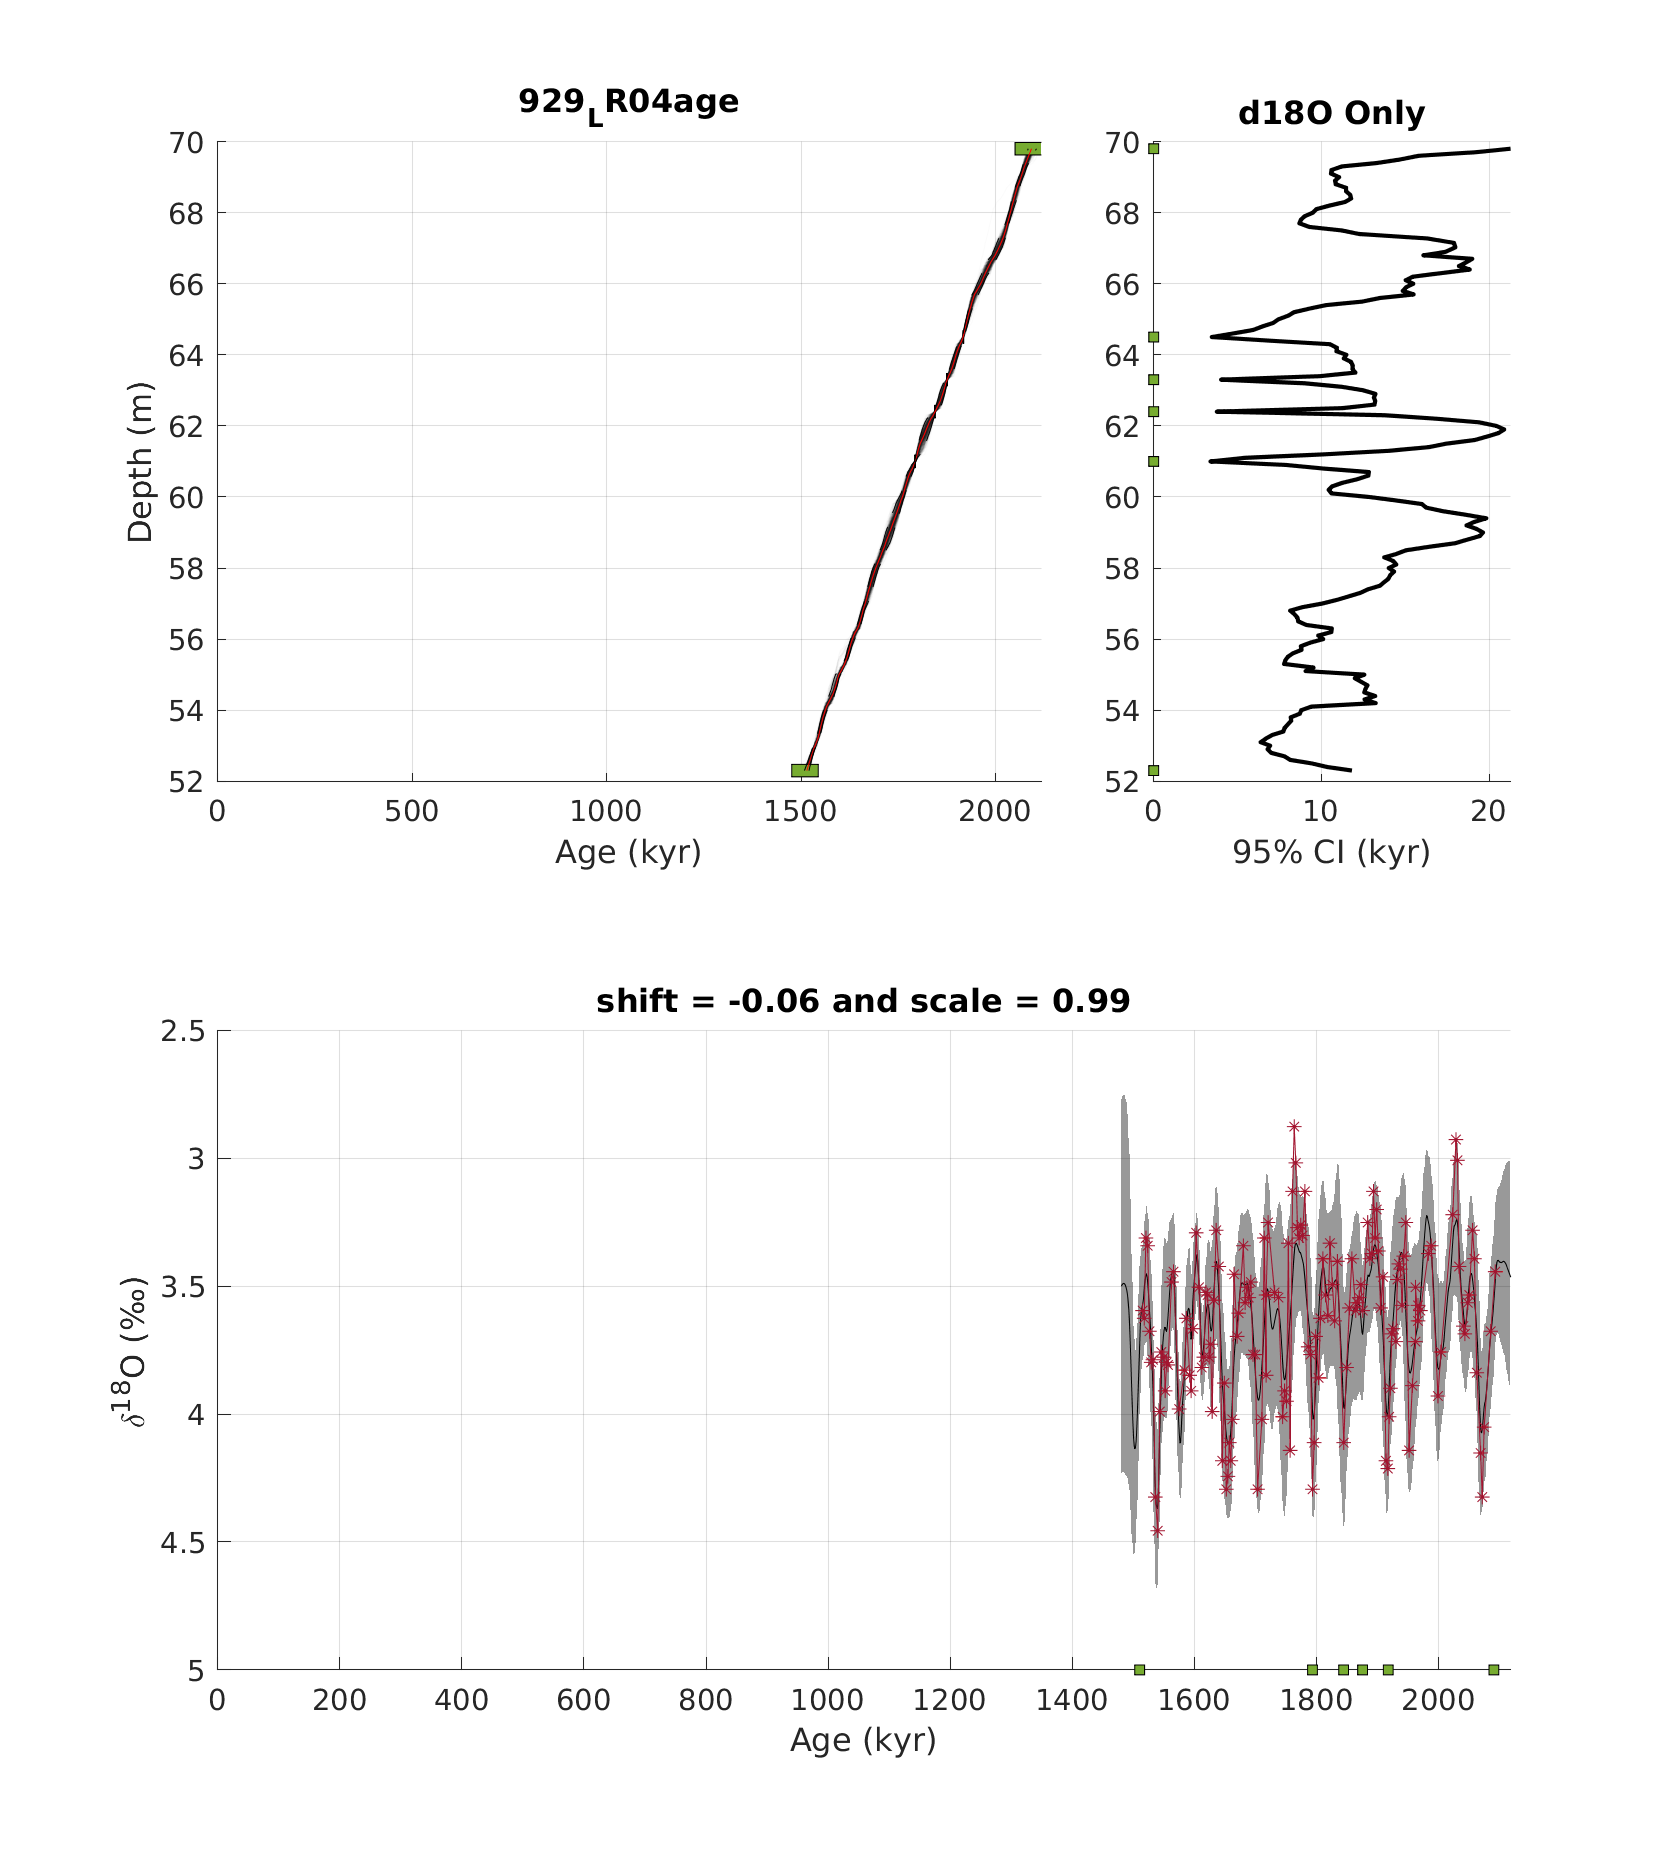 929LR04age
d18O Only
70
68
66
64
62
60
58
56
54
52
Depth (m)
0 500 1000 1500 2000
Age (kyr)
70
68
66
64
62
60
58
56
54
52
0 10 20
95% CI (kyr)
shift = -0.06 and scale = 0.99
2.5
3
3.5
4
4.5
5
δ18O (‰)
0 200 400 600 800 1000 1200 1400 1600 1800 2000
Age (kyr)